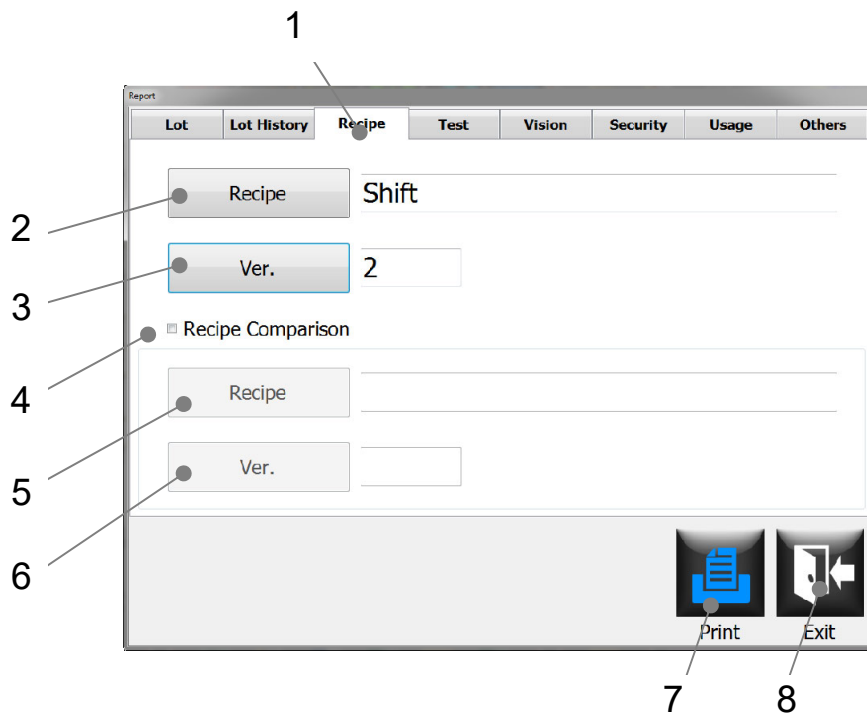 1
Report
Lot Lot History Recipe Test Vision Security Usage Others
2 Recipe Shift
3 Ver. 2
4 Recipe Comparison
5 Recipe
6 Ver.
Print Exit
7 8